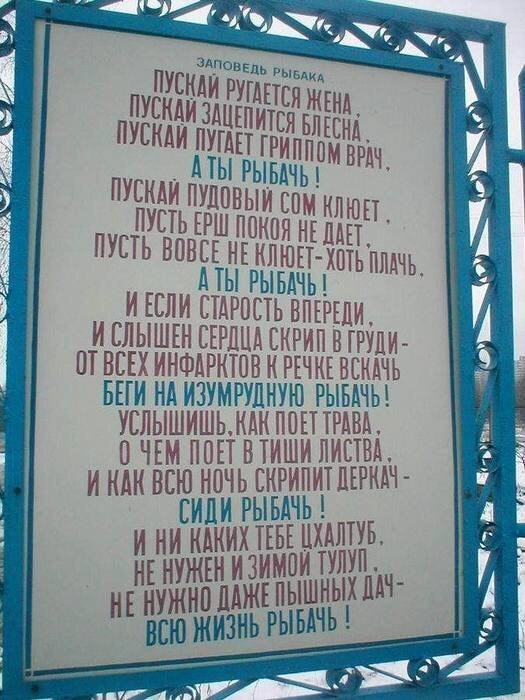 ЗАПОВЕДЬ РЫБАКА
ПУСКАЙ РУГАЕТСЯ ЖЕНА,
ПУСКАЙ ЗАЦЕПИТСЯ БЛЕСНА,
ПУСКАЙ ПУГАЕТ ГРИППОМ ВРАЧ,
А ТЫ РЫБАЧЬ!
ПУСКАЙ ПУДОВЫЙ СОМ КЛЮЕТ,
ПУСТЬ ЕРШ ПОКОЯ НЕ ДАЕТ,
ПУСТЬ ВОВСЕ НЕ КЛЮЕТ-ХОТЬ ПЛАЧЬ,
А ТЫ РЫБАЧЬ!
И ЕСЛИ СТАРОСТЬ ВПЕРЕДИ,
И СЛЫШЕН СЕРДЦА СКРИП В ГРУДИ-
ОТ ВСЕХ ИНФАРКТОВ К РЕЧКЕ ВСКАЧЬ
БЕГИ НА ИЗУМРУДНУЮ РЫБАЧЬ!
УСЛЫШИШЬ, КАК ПОЕТ ТРАВА,
О ЧЕМ ПОЕТ В ТИШИ ЛИСТВА,
И КАК ВСЮ НОЧЬ СКРИПИТ ДЕРКАЧ-
СИДИ РЫБАЧЬ!
И НИ КАКИХ ТЕБЕ ЦХАЛТУБ,
НЕ НУЖЕН И ЗИМОЙ ТУЛУП,
НЕ НУЖНО ДАЖЕ ПЫШНЫХ ДАЧ-
ВСЮ ЖИЗНЬ РЫБАЧЬ!